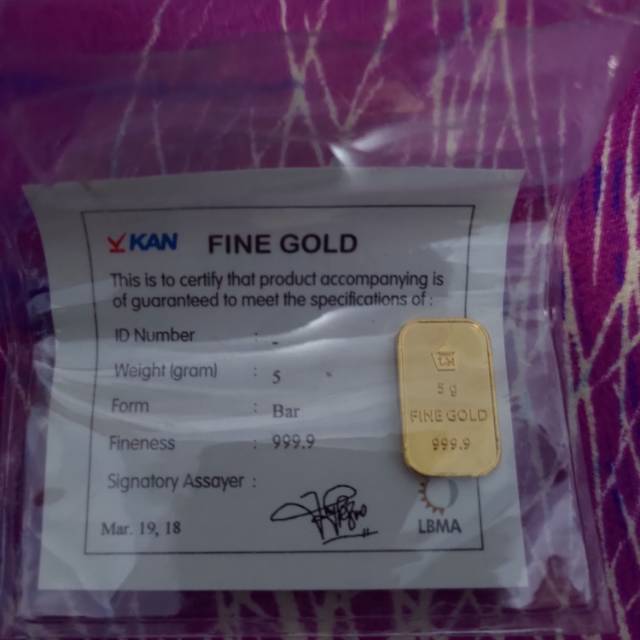 KAN FINE GOLD
This is to certify that product accompanying is
of guaranteed to meet the specifications of :
ID Number : -
Weight (gram) : 5
Form : Bar
Fineness : 999.9
Signatory Assayer :
Mar. 19, 18
LBMA
5 g
FINE GOLD
999.9